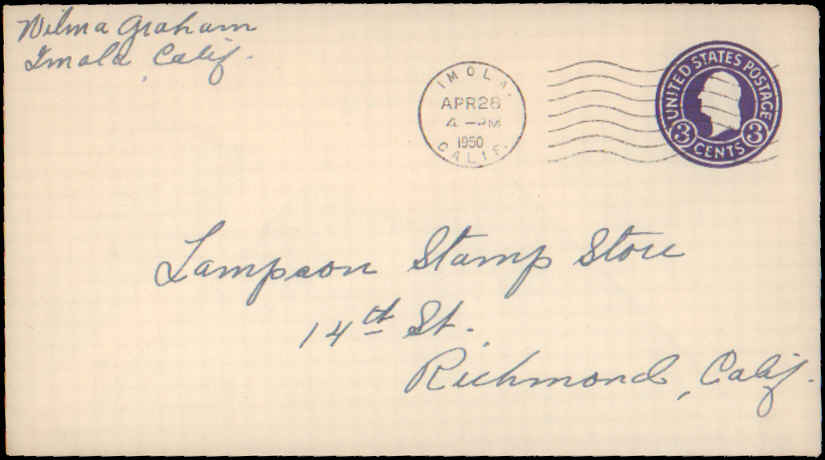 Wilma Graham
Imola, Calif.
IMOLA.
APR 26
4 - PM
1950
CALIF.
UNITED STATES POSTAGE
3 CENTS 3
Lampson Stamp Store
14th St.
Richmond, Calif.